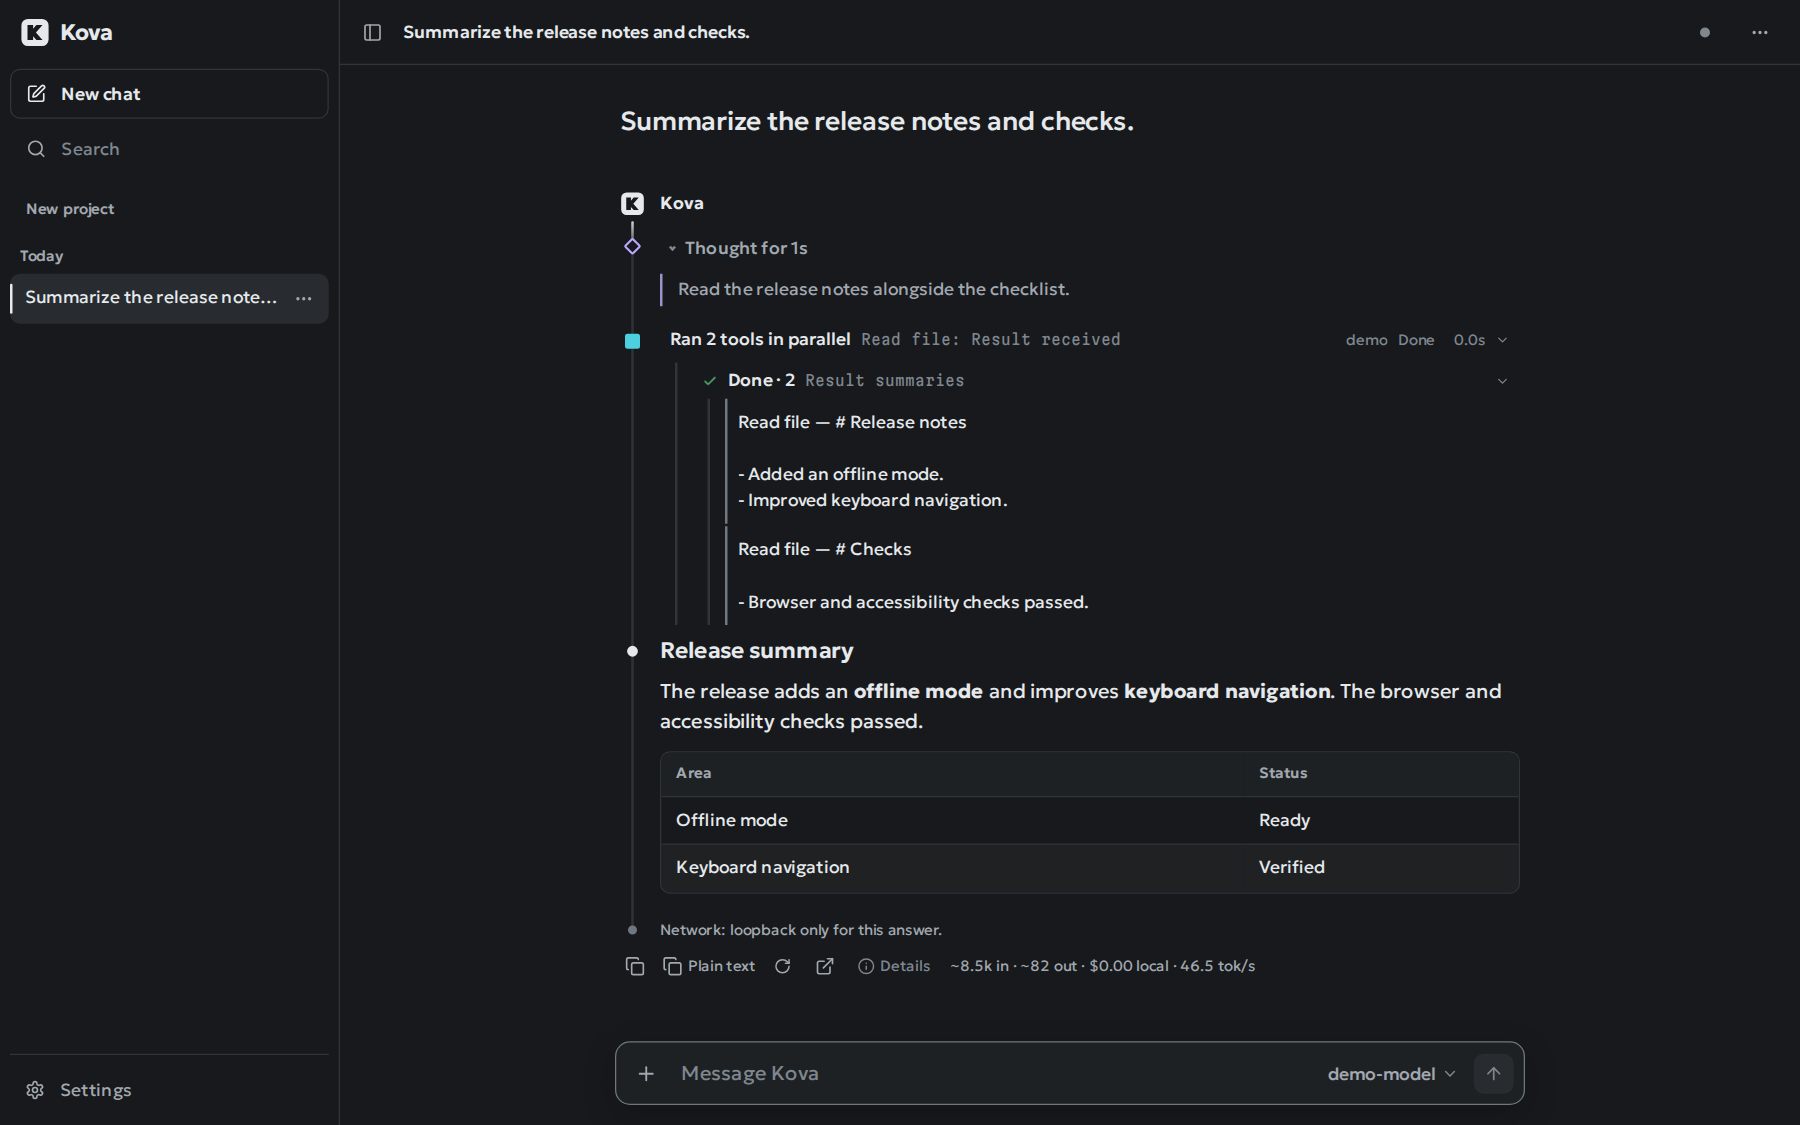 Kova
New chat
Search
New project
Today
Summarize the release note...
Settings
Summarize the release notes and checks.
Summarize the release notes and checks.
Kova
Thought for 1s
Read the release notes alongside the checklist.
Ran 2 tools in parallel Read file: Result received demo Done 0.0s
Done · 2 Result summaries
Read file — # Release notes
- Added an offline mode.
- Improved keyboard navigation.
Read file — # Checks
- Browser and accessibility checks passed.
Release summary
The release adds an offline mode and improves keyboard navigation. The browser and
accessibility checks passed.
Area Status
Offline mode Ready
Keyboard navigation Verified
Network: loopback only for this answer.
Plain text Details ~8.5k in · ~82 out · $0.00 local · 46.5 tok/s
Message Kova demo-model